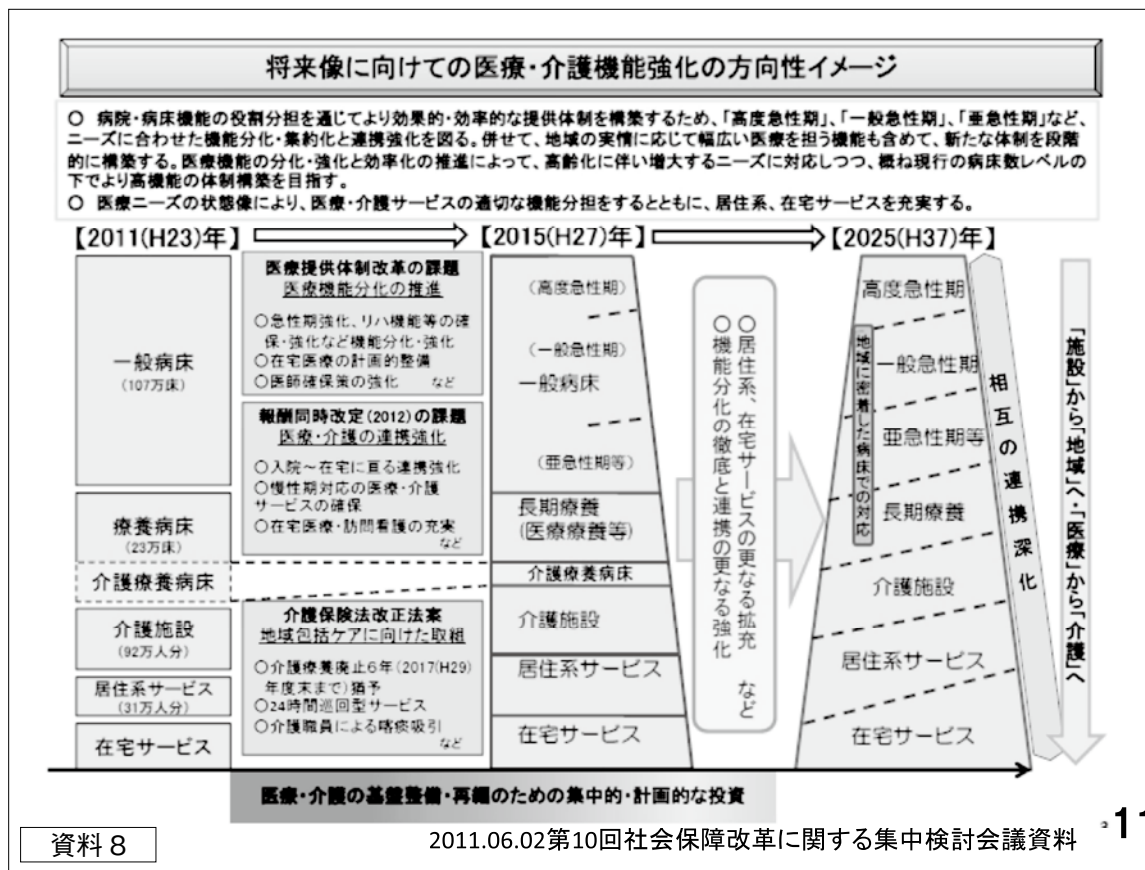 将来像に向けての医療・介護機能強化の方向性イメージ
○ 病院・病床機能の役割分担を通じてより効果的・効率的な提供体制を構築するため、「高度急性期」、「一般急性期」、「亜急性期」など、
ニーズに合わせた機能分化・集約化と連携強化を図る。併せて、地域の実情に応じて幅広い医療を担う機能も含めて、新たな体制を段階
的に構築する。医療機能の分化・強化と効率化の推進によって、高齢化に伴い増大するニーズに対応しつつ、概ね現行の病床数レベルの
下でより高機能の体制構築を目指す。
○ 医療ニーズの状態像により、医療・介護サービスの適切な機能分担をするとともに、居住系、在宅サービスを充実する。
【2011(H23)年】
一般病床
(107万床)
療養病床
(23万床)
介護療養病床
介護施設
(92万人分)
居住系サービス
(31万人分)
在宅サービス
医療提供体制改革の課題
医療機能分化の推進
○急性期強化、リハ機能等の確
保・強化など機能分化・強化
○在宅医療の計画的整備
○医師確保策の強化 など
報酬同時改定(2012)の課題
医療・介護の連携強化
○入院~在宅に亘る連携強化
○慢性期対応の医療・介護
サービスの確保
○在宅医療・訪問看護の充実
など
介護保険法改正法案
地域包括ケアに向けた取組
○介護療養廃止6年(2017(H29)
年度末まで)猶予
○24時間巡回型サービス
○介護職員による喀痰吸引
など
【2015(H27)年】
(高度急性期)
(一般急性期)
一般病床
(亜急性期等)
長期療養
(医療療養等)
介護療養病床
介護施設
居住系サービス
在宅サービス
○居住系、在宅サービスの更なる拡充 など
○機能分化の徹底と連携の更なる強化
【2025(H37)年】
高度急性期
一般急性期
亜急性期等
長期療養
介護施設
居住系サービス
在宅サービス
地域に密着した病床での対応
相互の連携深化
「施設」から「地域」へ・「医療」から「介護」へ
医療・介護の基盤整備・再編のための集中的・計画的な投資
資料8
2011.06.02第10回社会保障改革に関する集中検討会議資料
11